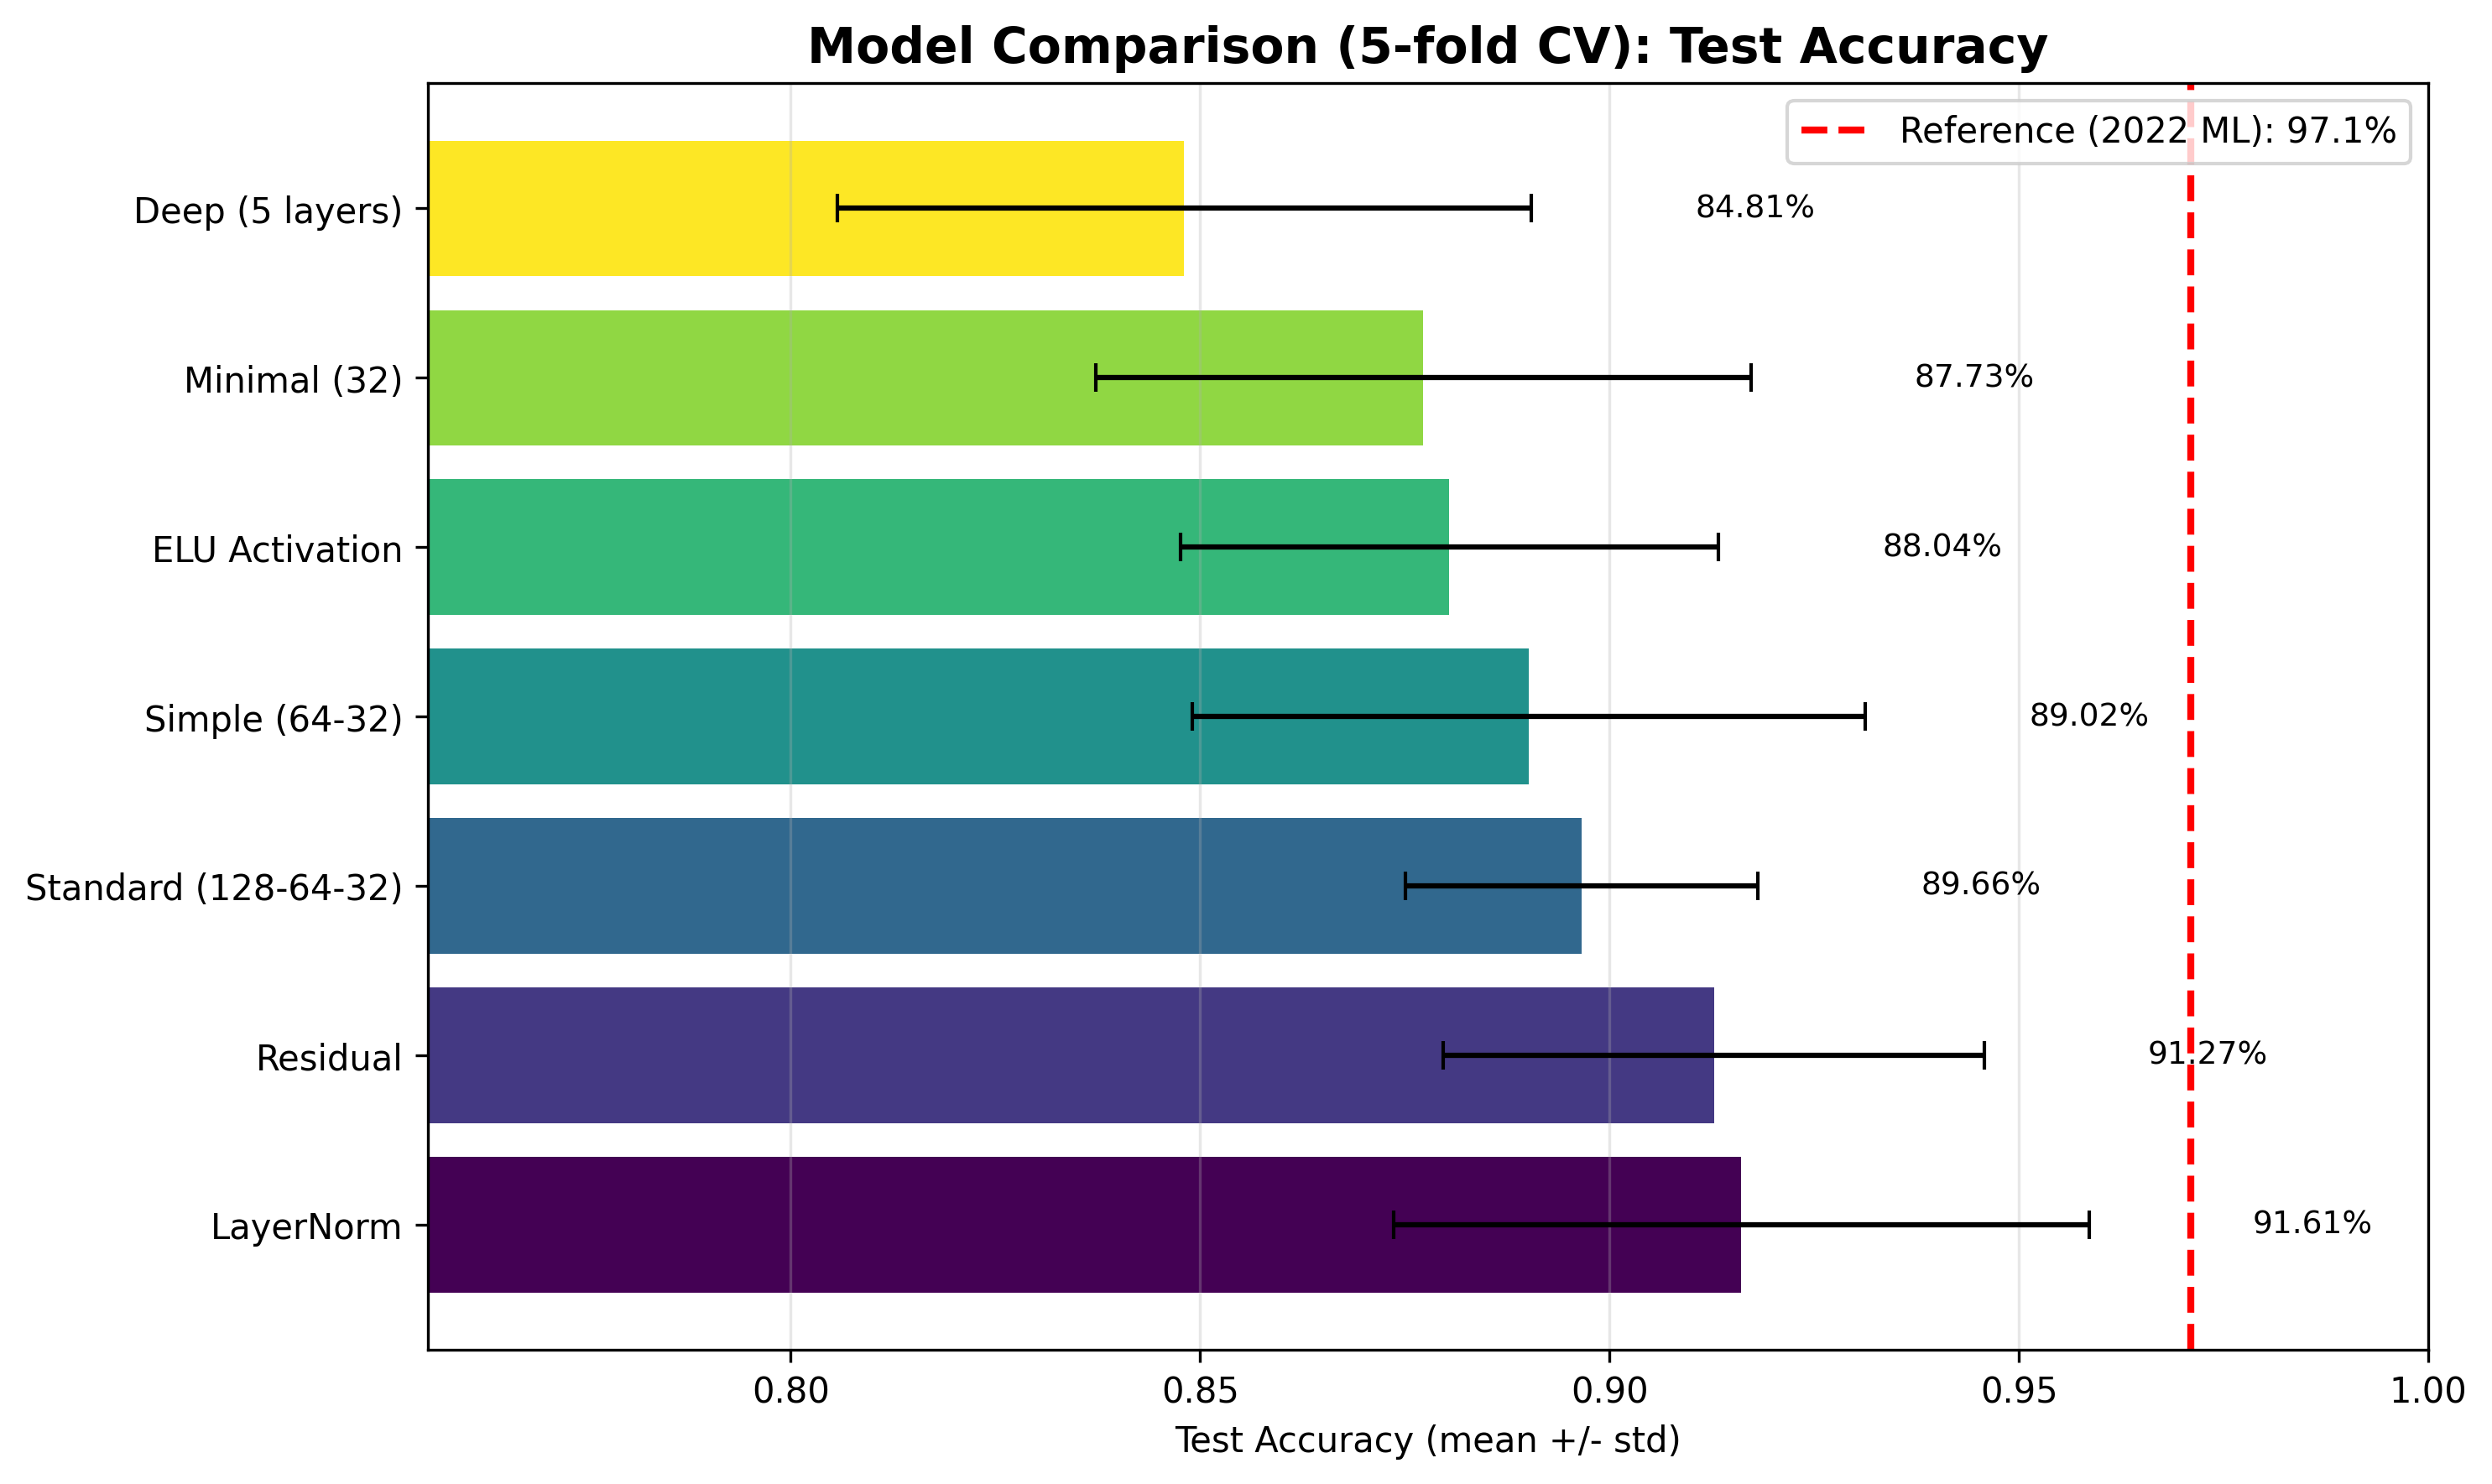 Model Comparison (5-fold CV): Test Accuracy
Reference (2022 ML): 97.1%
Deep (5 layers)
84.81%
Minimal (32)
87.73%
ELU Activation
88.04%
Simple (64-32)
89.02%
Standard (128-64-32)
89.66%
Residual
91.27%
LayerNorm
91.61%
0.80 0.85 0.90 0.95 1.00
Test Accuracy (mean +/- std)